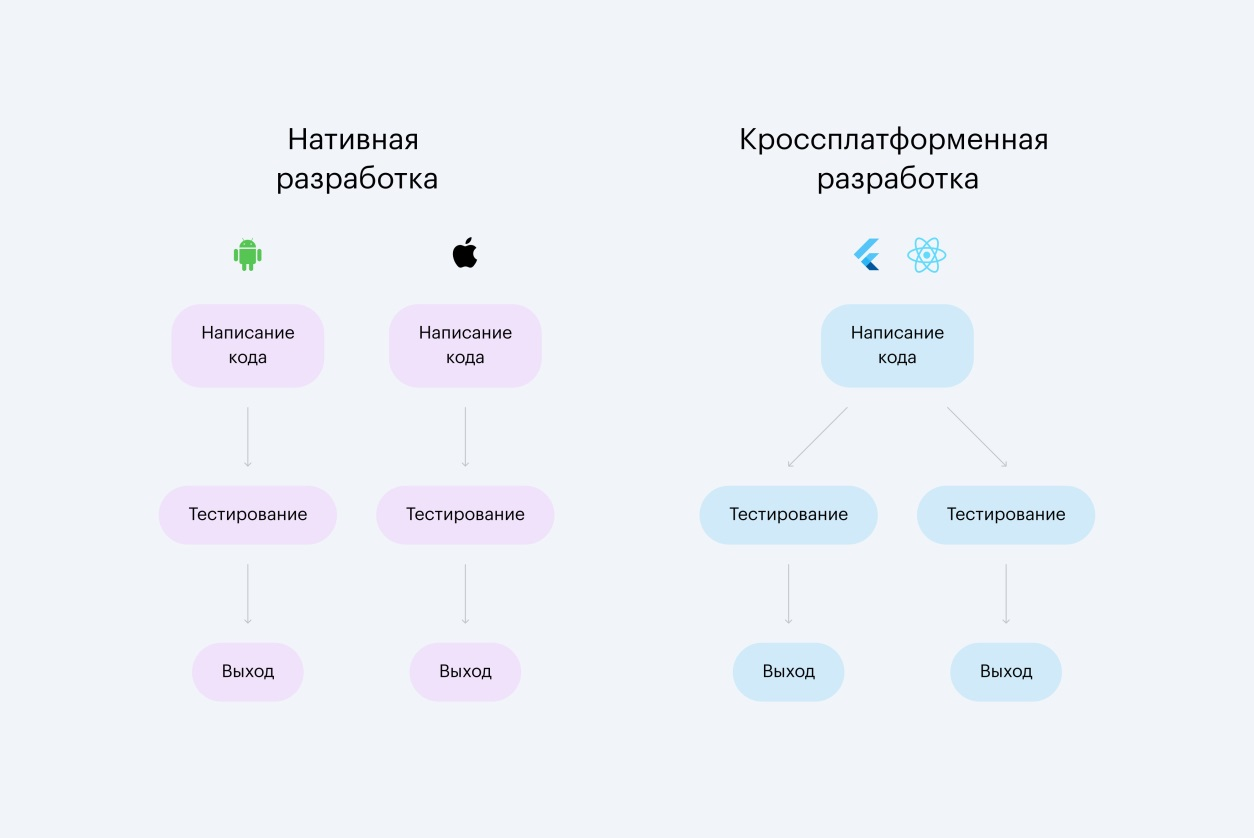 Нативная
разработка
Кроссплатформенная
разработка
Написание
кода
Написание
кода
Написание
кода
Тестирование
Тестирование
Тестирование
Тестирование
Выход
Выход
Выход
Выход